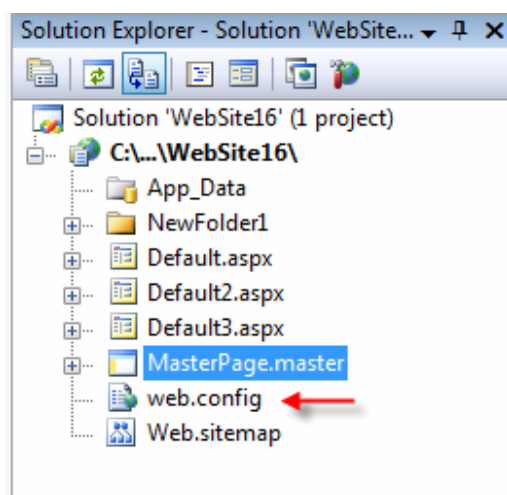 Solution Explorer - Solution 'WebSite...
Solution 'WebSite16' (1 project)
C:\...\WebSite16\
App_Data
NewFolder1
Default.aspx
Default2.aspx
Default3.aspx
MasterPage.master
web.config
Web.sitemap